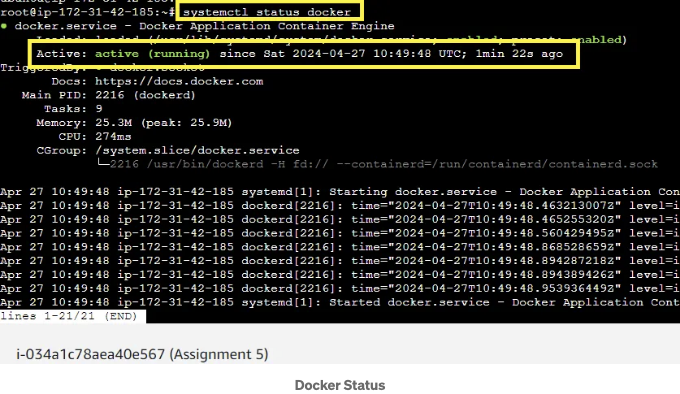 root@ip-172-31-42-185:~# systemctl status docker
● docker.service - Docker Application Container Engine
Loaded: loaded (/usr/lib/systemd/system/docker.service; enabled; preset: enabled)
Active: active (running) since Sat 2024-04-27 10:49:48 UTC; 1min 22s ago
TriggeredBy: ● docker.socket
Docs: https://docs.docker.com
Main PID: 2216 (dockerd)
Tasks: 9
Memory: 25.3M (peak: 25.9M)
CPU: 274ms
CGroup: /system.slice/docker.service
└─2216 /usr/bin/dockerd -H fd:// --containerd=/run/containerd/containerd.sock
Apr 27 10:49:48 ip-172-31-42-185 systemd[1]: Starting docker.service - Docker Application Con
Apr 27 10:49:48 ip-172-31-42-185 dockerd[2216]: time="2024-04-27T10:49:48.463213007Z" level=i
Apr 27 10:49:48 ip-172-31-42-185 dockerd[2216]: time="2024-04-27T10:49:48.465255320Z" level=i
Apr 27 10:49:48 ip-172-31-42-185 dockerd[2216]: time="2024-04-27T10:49:48.560429495Z" level=i
Apr 27 10:49:48 ip-172-31-42-185 dockerd[2216]: time="2024-04-27T10:49:48.868528659Z" level=i
Apr 27 10:49:48 ip-172-31-42-185 dockerd[2216]: time="2024-04-27T10:49:48.894287218Z" level=i
Apr 27 10:49:48 ip-172-31-42-185 dockerd[2216]: time="2024-04-27T10:49:48.894389426Z" level=i
Apr 27 10:49:48 ip-172-31-42-185 dockerd[2216]: time="2024-04-27T10:49:48.953936449Z" level=i
Apr 27 10:49:48 ip-172-31-42-185 systemd[1]: Started docker.service - Docker Application Cont
lines 1-21/21 (END)
i-034a1c78aea40e567 (Assignment 5)
Docker Status